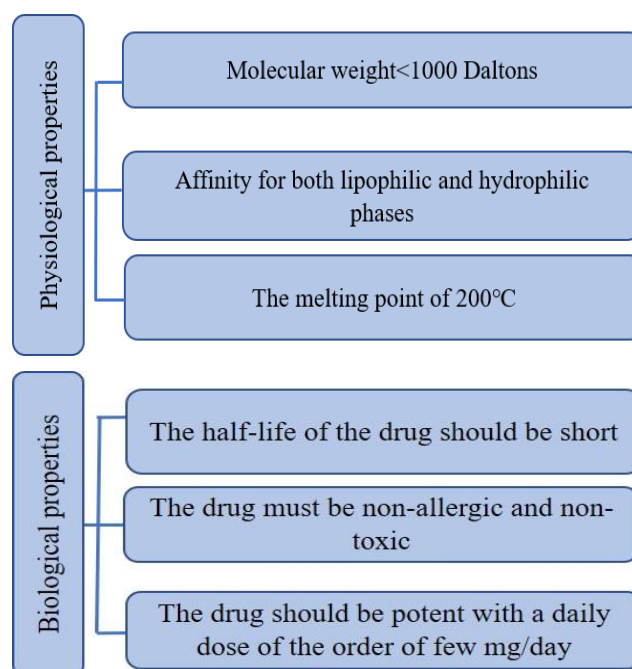 Physiological properties
Molecular weight<1000 Daltons
Affinity for both lipophilic and hydrophilic
phases
The melting point of 200℃
Biological properties
The half-life of the drug should be short
The drug must be non-allergic and non-
toxic
The drug should be potent with a daily
dose of the order of few mg/day